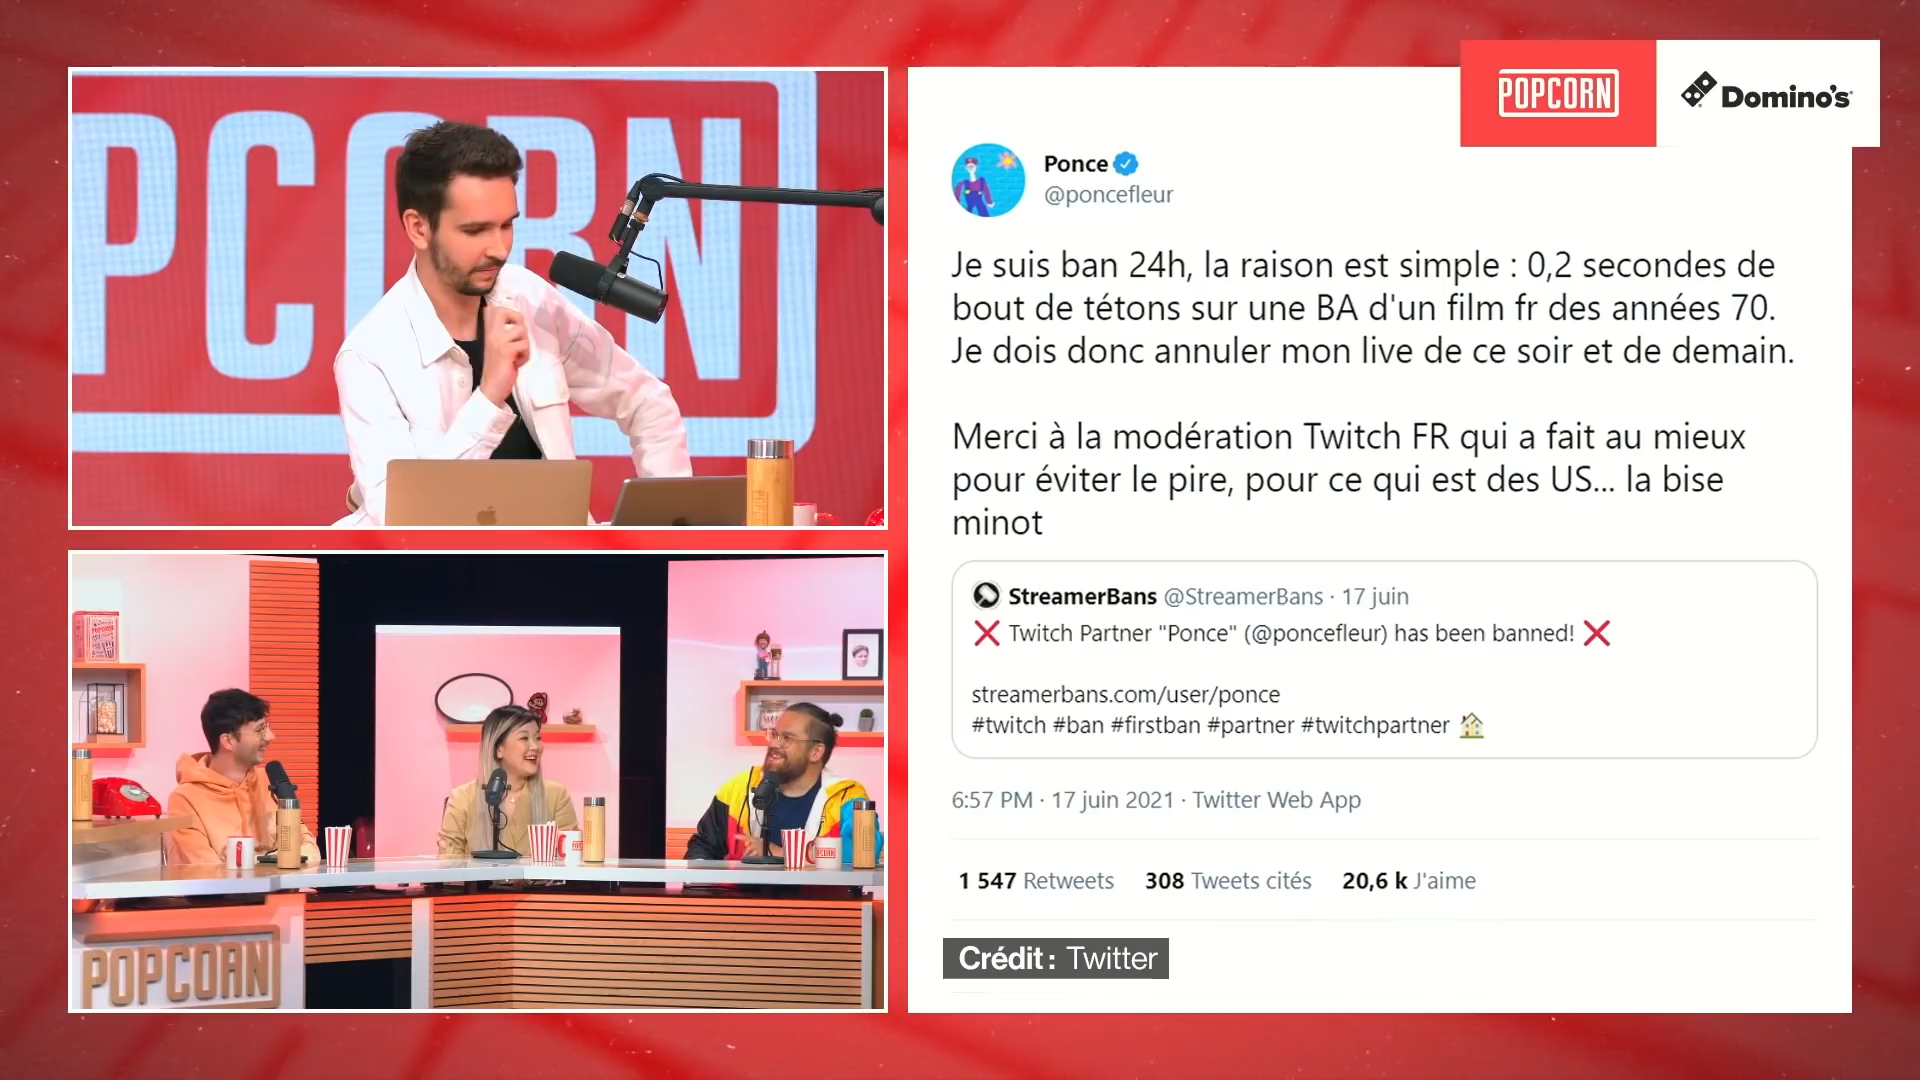 POPCORN
Domino's
PCORN
Ponce
@poncefleur
Je suis ban 24h, la raison est simple : 0,2 secondes de
bout de tétons sur une BA d'un film fr des années 70.
Je dois donc annuler mon live de ce soir et de demain.
Merci à la modération Twitch FR qui a fait au mieux
pour éviter le pire, pour ce qui est des US... la bise
minot
StreamerBans @StreamerBans · 17 juin
❌ Twitch Partner "Ponce" (@poncefleur) has been banned! ❌
streamerbans.com/user/ponce
#twitch #ban #firstban #partner #twitchpartner 🏠
6:57 PM · 17 juin 2021 · Twitter Web App
1 547 Retweets 308 Tweets cités 20,6 k J'aime
Crédit : Twitter
POPCORN